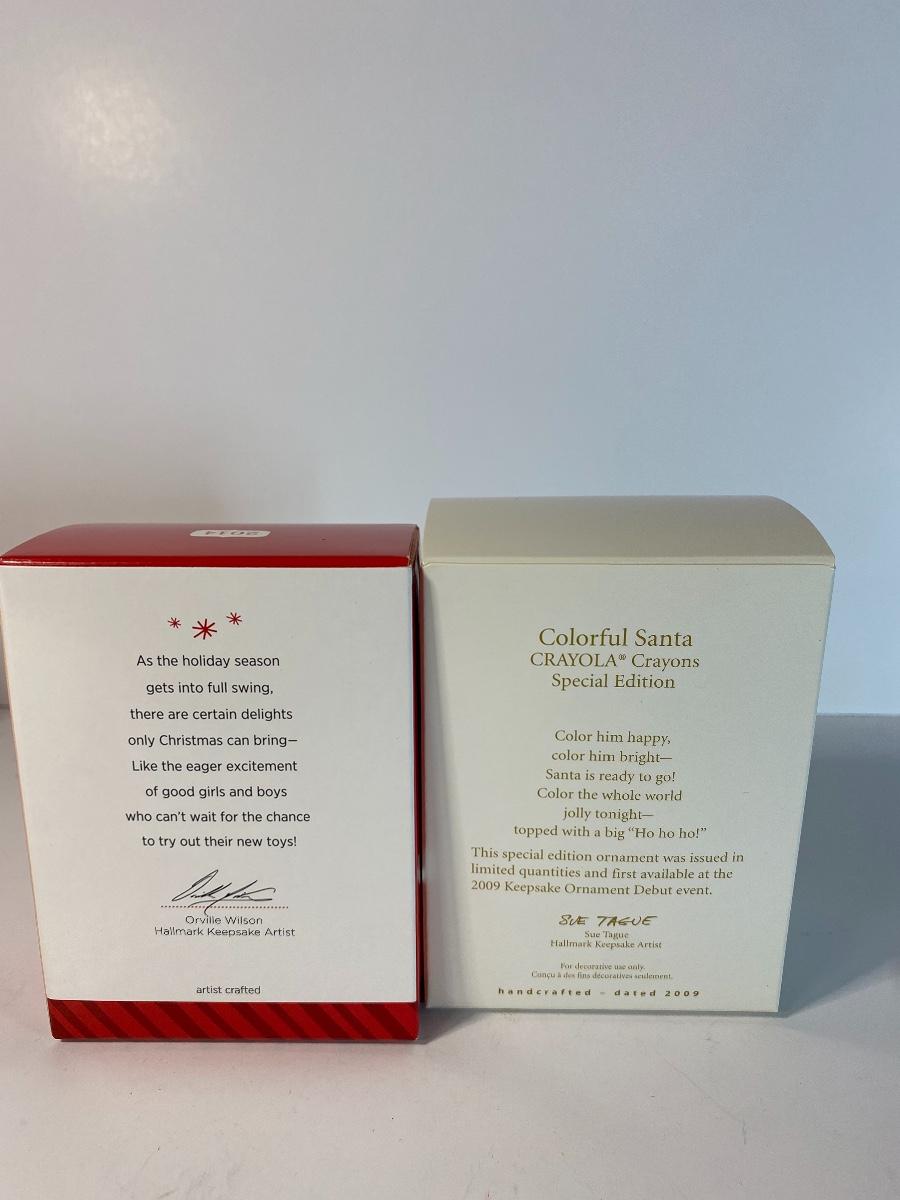 2014
As the holiday season
gets into full swing,
there are certain delights
only Christmas can bring—
Like the eager excitement
of good girls and boys
who can't wait for the chance
to try out their new toys!
Orville Wilson
Hallmark Keepsake Artist
artist crafted
Colorful Santa
CRAYOLA® Crayons
Special Edition
Color him happy,
color him bright—
Santa is ready to go!
Color the whole world
jolly tonight—
topped with a big “Ho ho ho!”
This special edition ornament was issued in
limited quantities and first available at the
2009 Keepsake Ornament Debut event.
SUE TAGUE
Sue Tague
Hallmark Keepsake Artist
For decorative use only.
Conçu à des fins décoratives seulement.
handcrafted – dated 2009